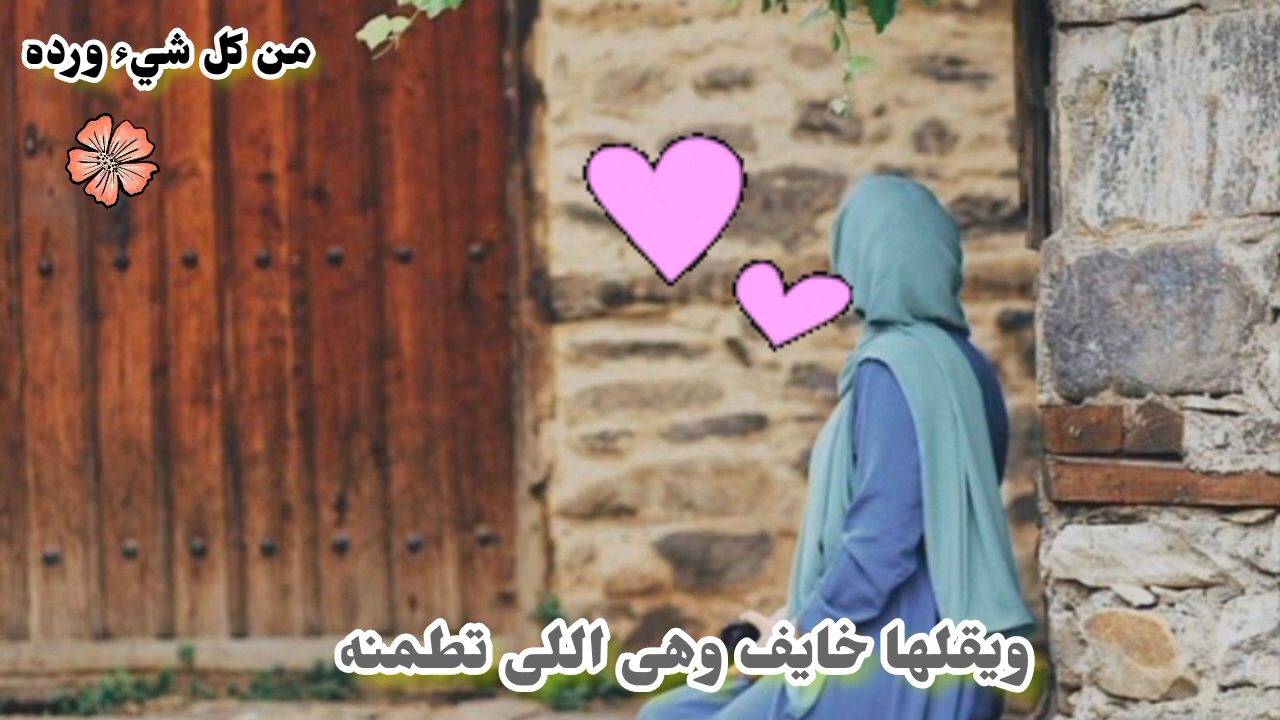 من كل شيء ورده
ويقلها خايف وهى اللى تطمنه